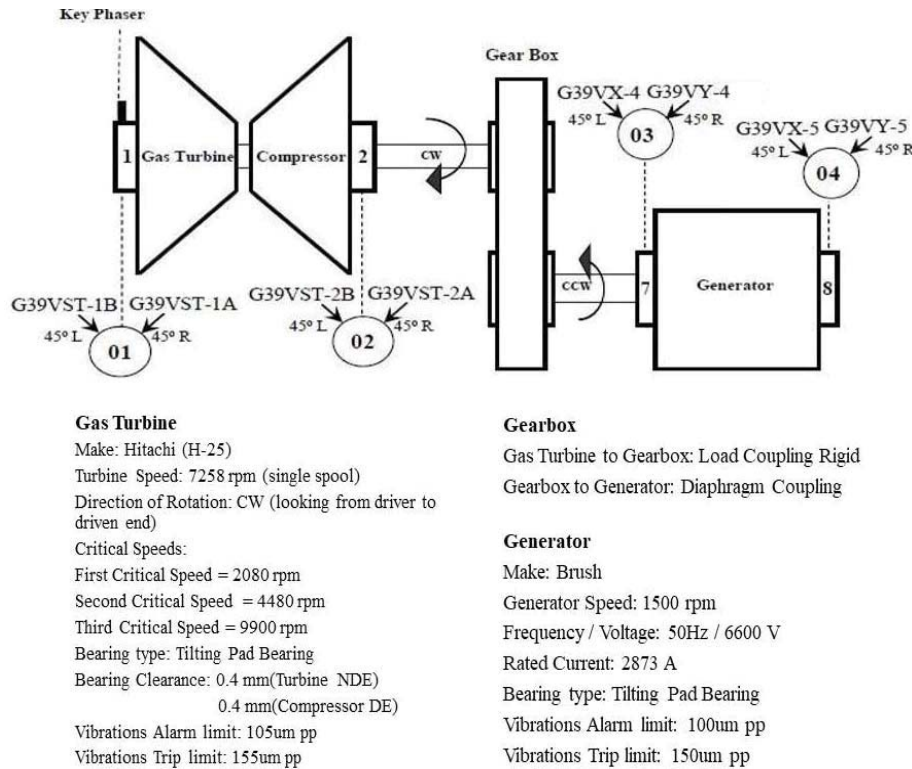 Key Phaser
Gear Box
G39VX-4 G39VY-4
45° L 45° R
03
G39VX-5 G39VY-5
45° L 45° R
04
1 Gas Turbine Compressor 2
CW
CCW
7 Generator 8
G39VST-1B G39VST-1A
45° L 45° R
01
G39VST-2B G39VST-2A
45° L 45° R
02
Gas Turbine
Make: Hitachi (H-25)
Turbine Speed: 7258 rpm (single spool)
Direction of Rotation: CW (looking from driver to
driven end)
Critical Speeds:
First Critical Speed = 2080 rpm
Second Critical Speed = 4480 rpm
Third Critical Speed = 9900 rpm
Bearing type: Tilting Pad Bearing
Bearing Clearance: 0.4 mm(Turbine NDE)
0.4 mm(Compressor DE)
Vibrations Alarm limit: 105um pp
Vibrations Trip limit: 155um pp
Gearbox
Gas Turbine to Gearbox: Load Coupling Rigid
Gearbox to Generator: Diaphragm Coupling
Generator
Make: Brush
Generator Speed: 1500 rpm
Frequency / Voltage: 50Hz / 6600 V
Rated Current: 2873 A
Bearing type: Tilting Pad Bearing
Vibrations Alarm limit: 100um pp
Vibrations Trip limit: 150um pp